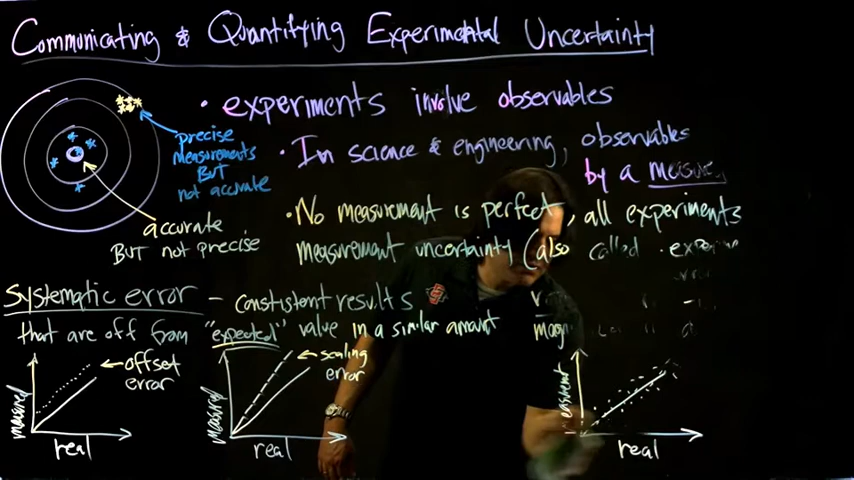 Communicating & Quantifying Experimental Uncertainty
• experiments involve observables
precise
measurements
BUT
not accurate
• In science & engineering, observables
by a
accurate
BUT not precise
• No measurement is perfect, all experiments
measurement uncertainty (also called
Systematic error - constistent results
that are off from "expected" value in a similar amount
offset
error
scaling
error
measured
real
measured
real
real